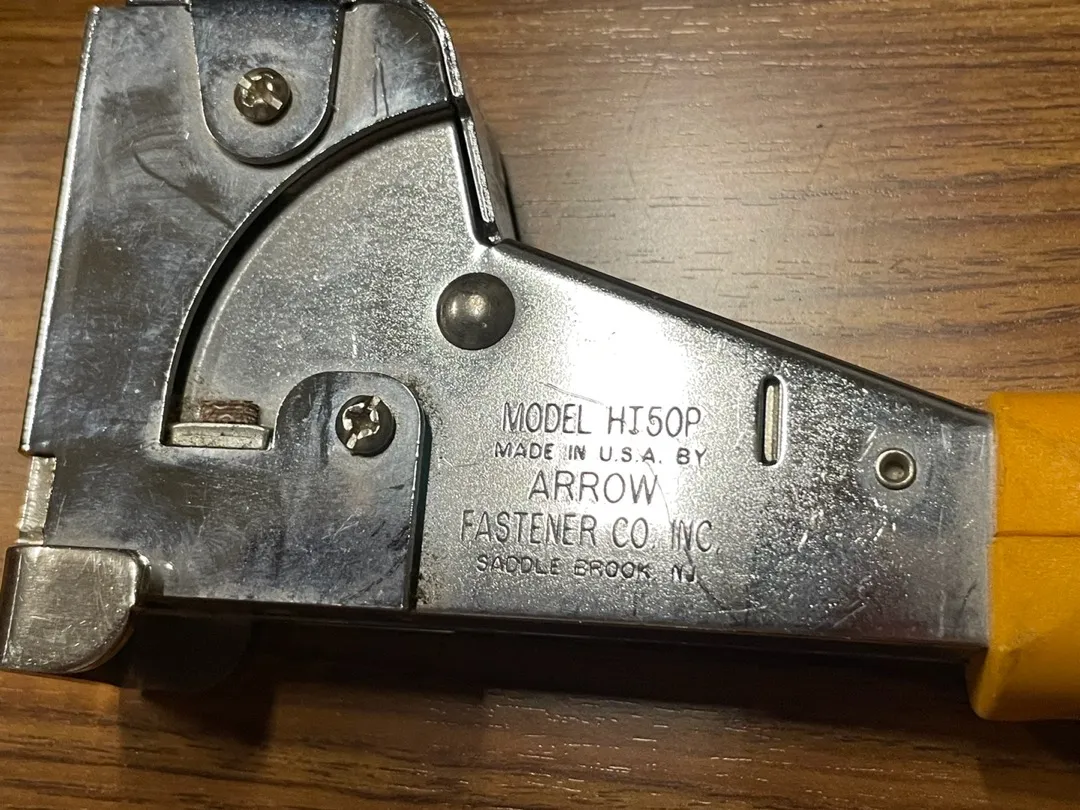 MODEL HT50P
MADE IN U.S.A. BY
ARROW
FASTENER CO. INC.
SADDLE BROOK NJ